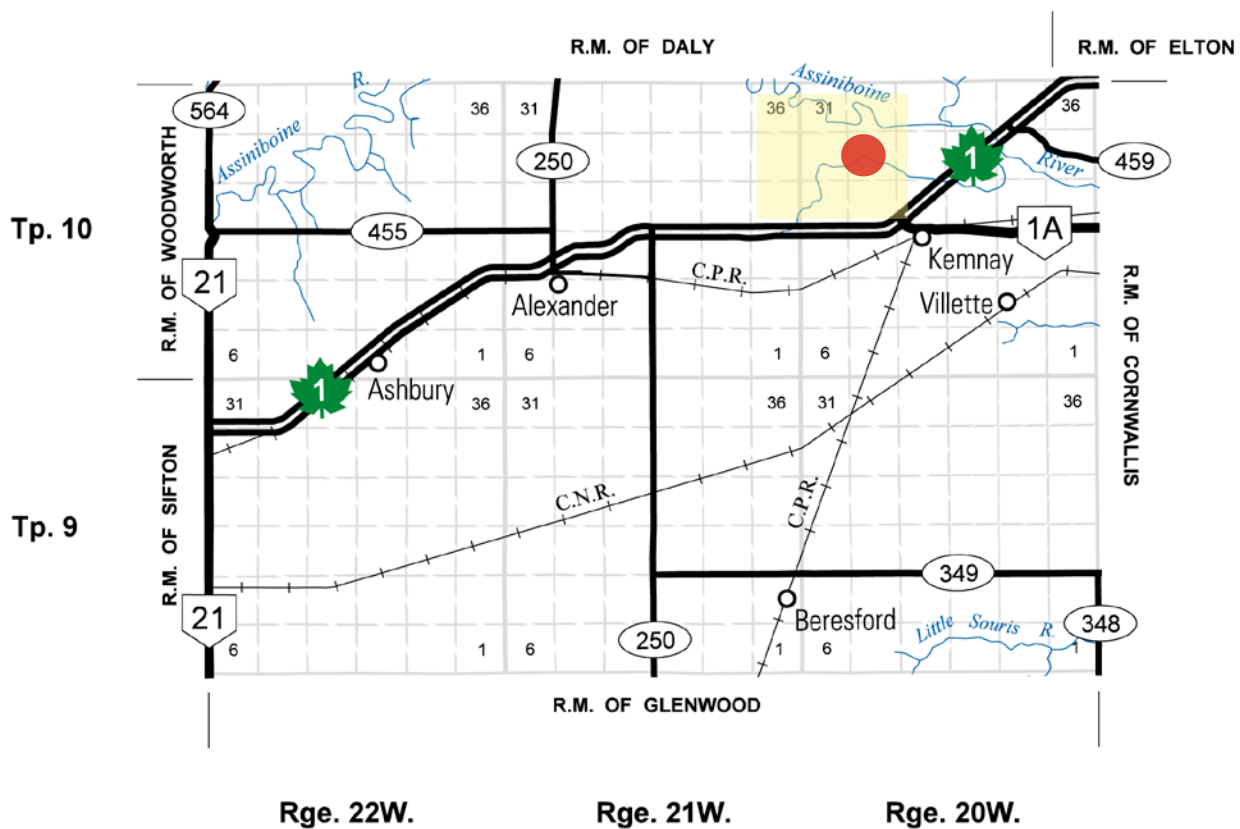 R.M. OF DALY
R.M. OF ELTON
564
R.
Assiniboine
36
31
36
31
36
Assiniboine
250
1
River
459
R.M. OF WOODWORTH
Assiniboine
Tp. 10
455
1A
Kemnay
21
C.P.R.
Alexander
Villette
R.M. OF CORNWALLIS
6
1
6
1
6
1
1
Ashbury
31
36
31
36
31
36
R.M. OF SIFTON
C.N.R.
C.P.R.
Tp. 9
349
Beresford
21
250
Little Souris R.
348
6
1
6
1
6
1
R.M. OF GLENWOOD
Rge. 22W.
Rge. 21W.
Rge. 20W.